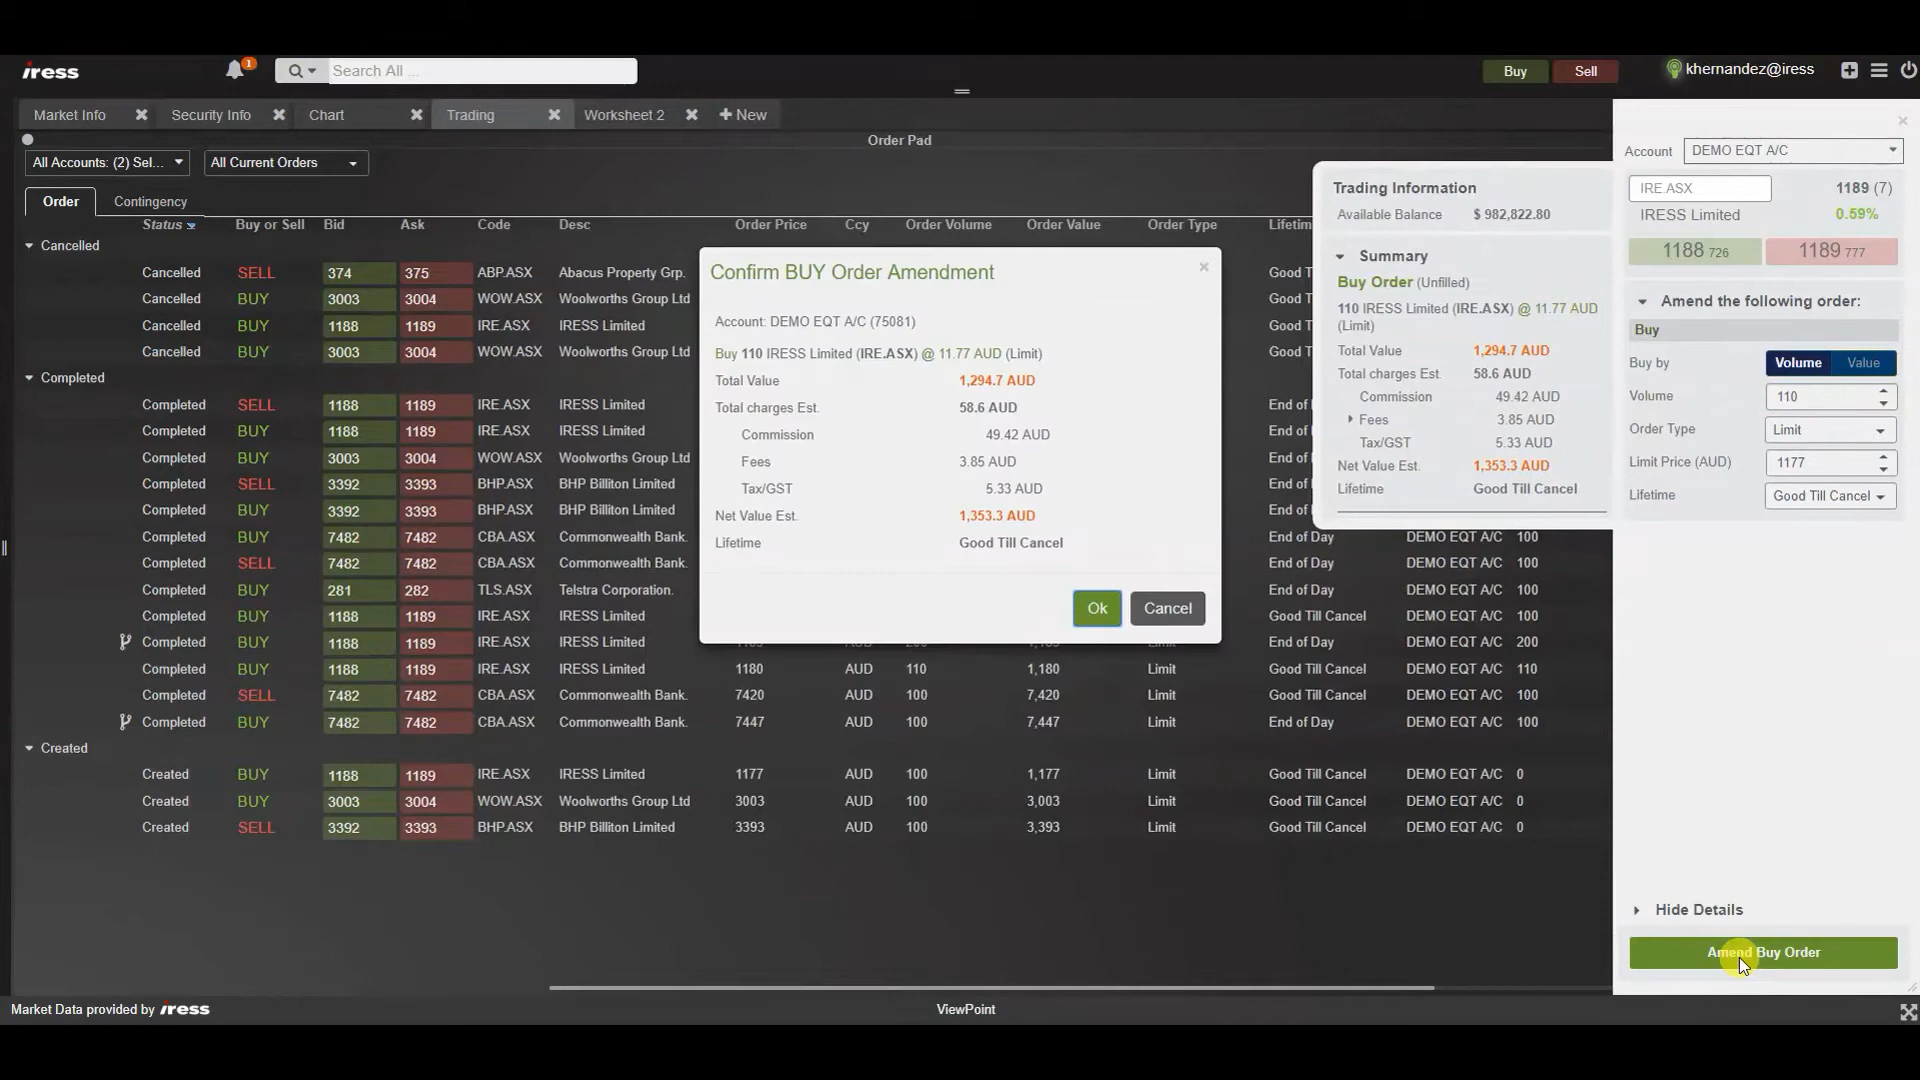 iress
1
Search All ...
Buy
Sell
khernandez@iress
Market Info
Security Info
Chart
Trading
Worksheet 2
New
Order Pad
All Accounts: (2) Sel...
All Current Orders
Order
Contingency
Status Buy or Sell Bid Ask Code Desc Order Price Ccy Order Volume Order Value Order Type Lifetim
Cancelled
Cancelled SELL 374 375 ABP.ASX Abacus Property Grp. Good T
Cancelled BUY 3003 3004 WOW.ASX Woolworths Group Ltd Good T
Cancelled BUY 1188 1189 IRE.ASX IRESS Limited Good T
Cancelled BUY 3003 3004 WOW.ASX Woolworths Group Ltd Good T
Completed
Completed SELL 1188 1189 IRE.ASX IRESS Limited End of
Completed BUY 1188 1189 IRE.ASX IRESS Limited End of
Completed BUY 3003 3004 WOW.ASX Woolworths Group Ltd End of
Completed SELL 3392 3393 BHP.ASX BHP Billiton Limited End of
Completed BUY 3392 3393 BHP.ASX BHP Billiton Limited End of
Completed BUY 7482 7482 CBA.ASX Commonwealth Bank. End of Day DEMO EQT A/C 100
Completed SELL 7482 7482 CBA.ASX Commonwealth Bank. End of Day DEMO EQT A/C 100
Completed BUY 281 282 TLS.ASX Telstra Corporation. End of Day DEMO EQT A/C 100
Completed BUY 1188 1189 IRE.ASX IRESS Limited Good Till Cancel DEMO EQT A/C 100
Completed BUY 1188 1189 IRE.ASX IRESS Limited End of Day DEMO EQT A/C 200
Completed BUY 1188 1189 IRE.ASX IRESS Limited 1180 AUD 110 1,180 Limit Good Till Cancel DEMO EQT A/C 110
Completed SELL 7482 7482 CBA.ASX Commonwealth Bank. 7420 AUD 100 7,420 Limit Good Till Cancel DEMO EQT A/C 100
Completed BUY 7482 7482 CBA.ASX Commonwealth Bank. 7447 AUD 100 7,447 Limit End of Day DEMO EQT A/C 100
Created
Created BUY 1188 1189 IRE.ASX IRESS Limited 1177 AUD 100 1,177 Limit Good Till Cancel DEMO EQT A/C 0
Created BUY 3003 3004 WOW.ASX Woolworths Group Ltd 3003 AUD 100 3,003 Limit Good Till Cancel DEMO EQT A/C 0
Created SELL 3392 3393 BHP.ASX BHP Billiton Limited 3393 AUD 100 3,393 Limit Good Till Cancel DEMO EQT A/C 0
Confirm BUY Order Amendment
Account: DEMO EQT A/C (75081)
Buy 110 IRESS Limited (IRE.ASX) @ 11.77 AUD (Limit)
Total Value 1,294.7 AUD
Total charges Est. 58.6 AUD
Commission 49.42 AUD
Fees 3.85 AUD
Tax/GST 5.33 AUD
Net Value Est. 1,353.3 AUD
Lifetime Good Till Cancel
Ok Cancel
Trading Information
Available Balance $ 982,822.80
Summary
Buy Order (Unfilled)
110 IRESS Limited (IRE.ASX) @ 11.77 AUD
(Limit)
Total Value 1,294.7 AUD
Total charges Est. 58.6 AUD
Commission 49.42 AUD
Fees 3.85 AUD
Tax/GST 5.33 AUD
Net Value Est. 1,353.3 AUD
Lifetime Good Till Cancel
Account DEMO EQT A/C
IRE.ASX 1189 (7)
IRESS Limited 0.59%
1188 726 1189 777
Amend the following order:
Buy
Buy by Volume Value
Volume 110
Order Type Limit
Limit Price (AUD) 1177
Lifetime Good Till Cancel
Hide Details
Amend Buy Order
Market Data provided by iress
ViewPoint